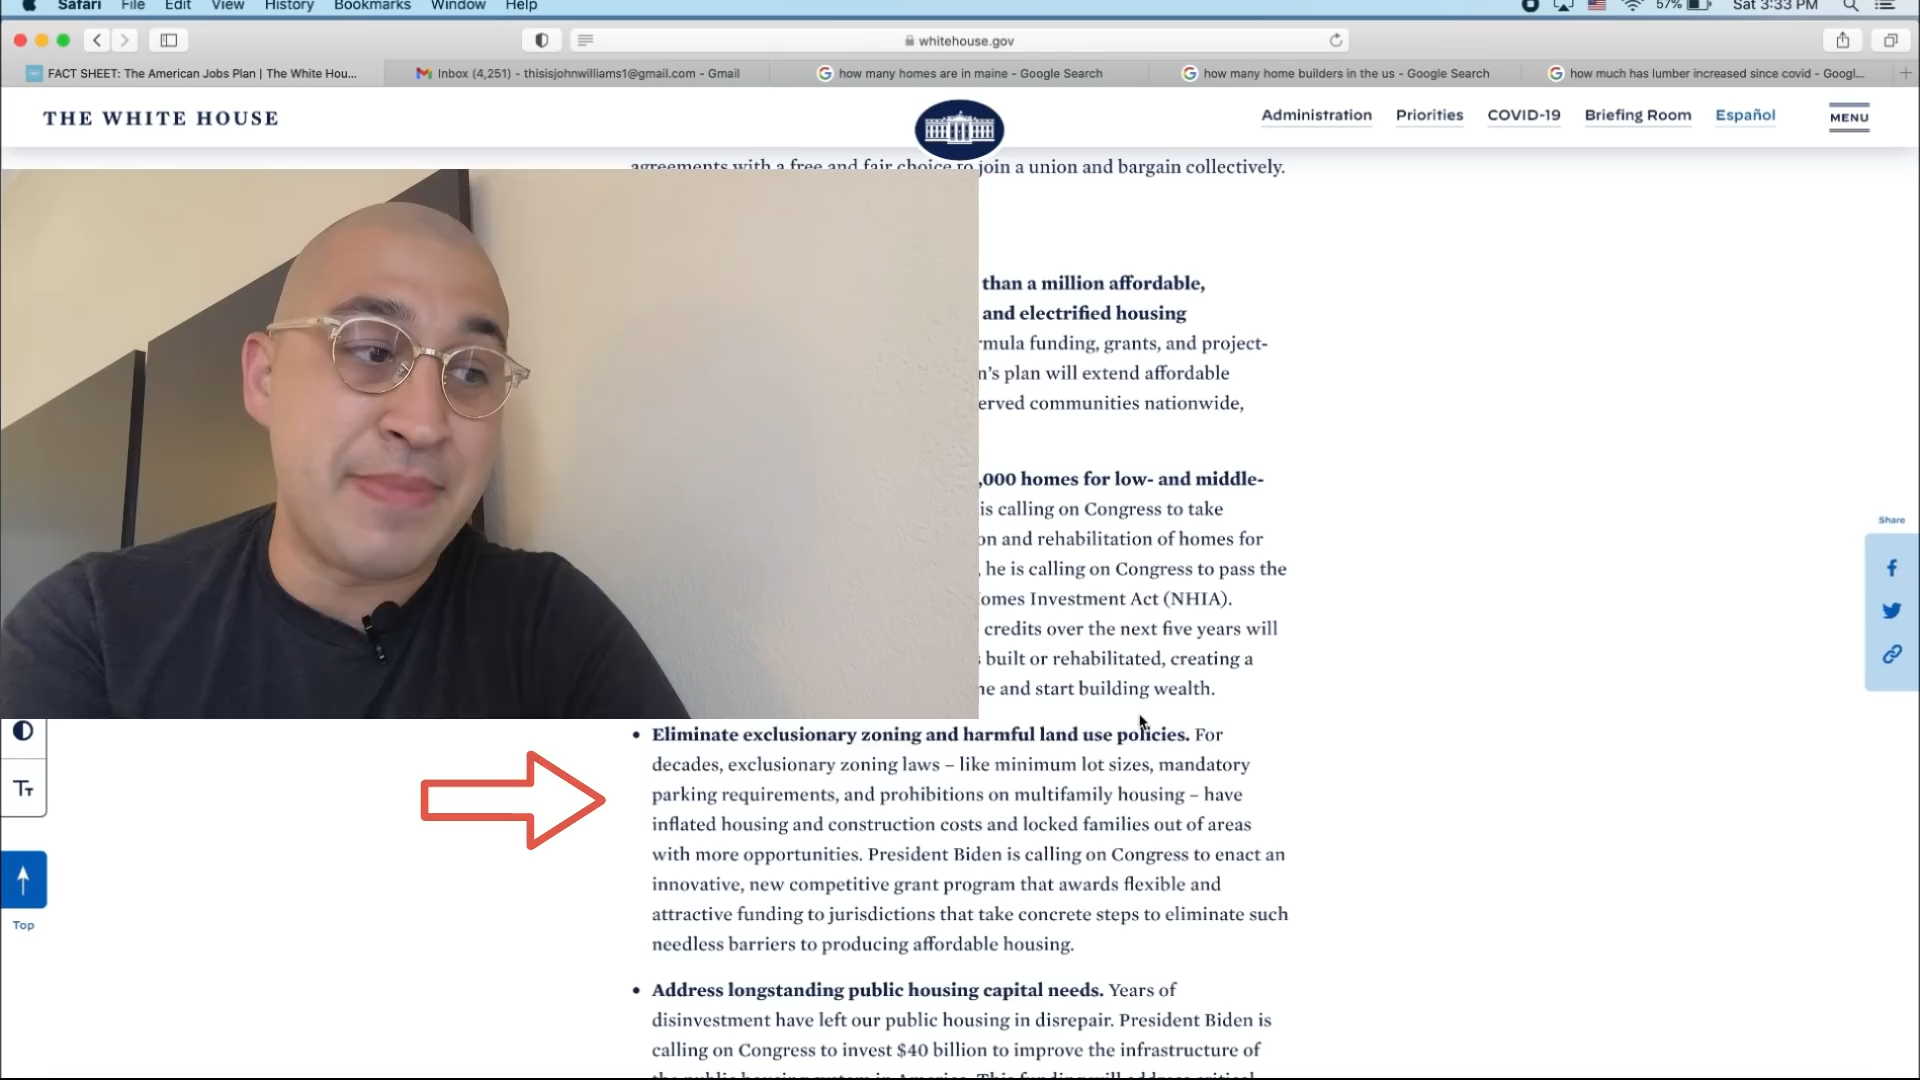 Safari File Edit View History Bookmarks Window Help 57% Sat 3:33 PM
whitehouse.gov
FACT SHEET: The American Jobs Plan | The White Hou...
Inbox (4,251) - thisisjohnwilliams1@gmail.com - Gmail
how many homes are in maine - Google Search
how many home builders in the us - Google Search
how much has lumber increased since covid - Googl...
THE WHITE HOUSE
Administration Priorities COVID-19 Briefing Room Español MENU
agreements with a free and fair choice to join a union and bargain collectively.
than a million affordable,
and electrified housing
funding, grants, and project-
plan will extend affordable
communities nationwide,
,000 homes for low- and middle-
is calling on Congress to take
and rehabilitation of homes for
, he is calling on Congress to pass the
Investment Act (NHIA).
credits over the next five years will
built or rehabilitated, creating a
and start building wealth.
• Eliminate exclusionary zoning and harmful land use policies. For
decades, exclusionary zoning laws – like minimum lot sizes, mandatory
parking requirements, and prohibitions on multifamily housing – have
inflated housing and construction costs and locked families out of areas
with more opportunities. President Biden is calling on Congress to enact an
innovative, new competitive grant program that awards flexible and
attractive funding to jurisdictions that take concrete steps to eliminate such
needless barriers to producing affordable housing.
• Address longstanding public housing capital needs. Years of
disinvestment have left our public housing in disrepair. President Biden is
calling on Congress to invest $40 billion to improve the infrastructure of
Share
TT
Top